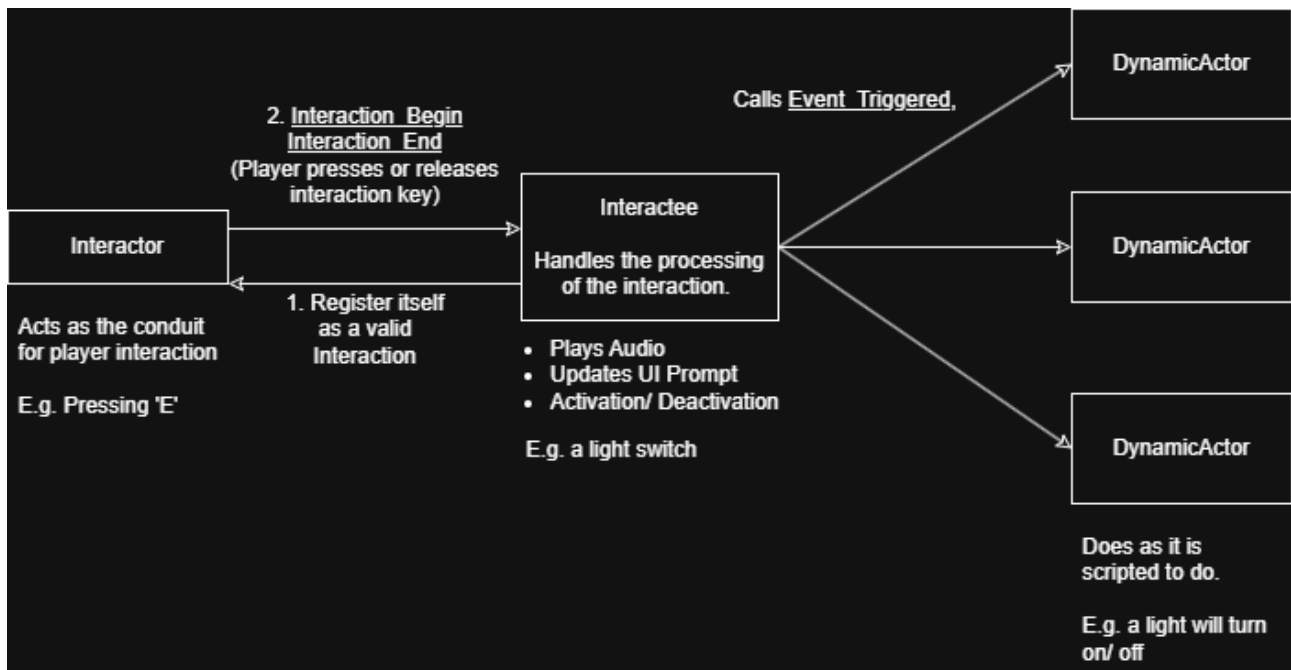 DynamicActor
Calls Event_Triggered,
2. Interaction_Begin
Interaction_End
(Player presses or releases
interaction key)
Interactee
Handles the processing
of the interaction.
Interactor
DynamicActor
1. Register itself
as a valid
Interaction
Acts as the conduit
for player interaction
E.g. Pressing 'E'
• Plays Audio
• Updates UI Prompt
• Activation/ Deactivation
E.g. a light switch
DynamicActor
Does as it is
scripted to do.
E.g. a light will turn
on/ off